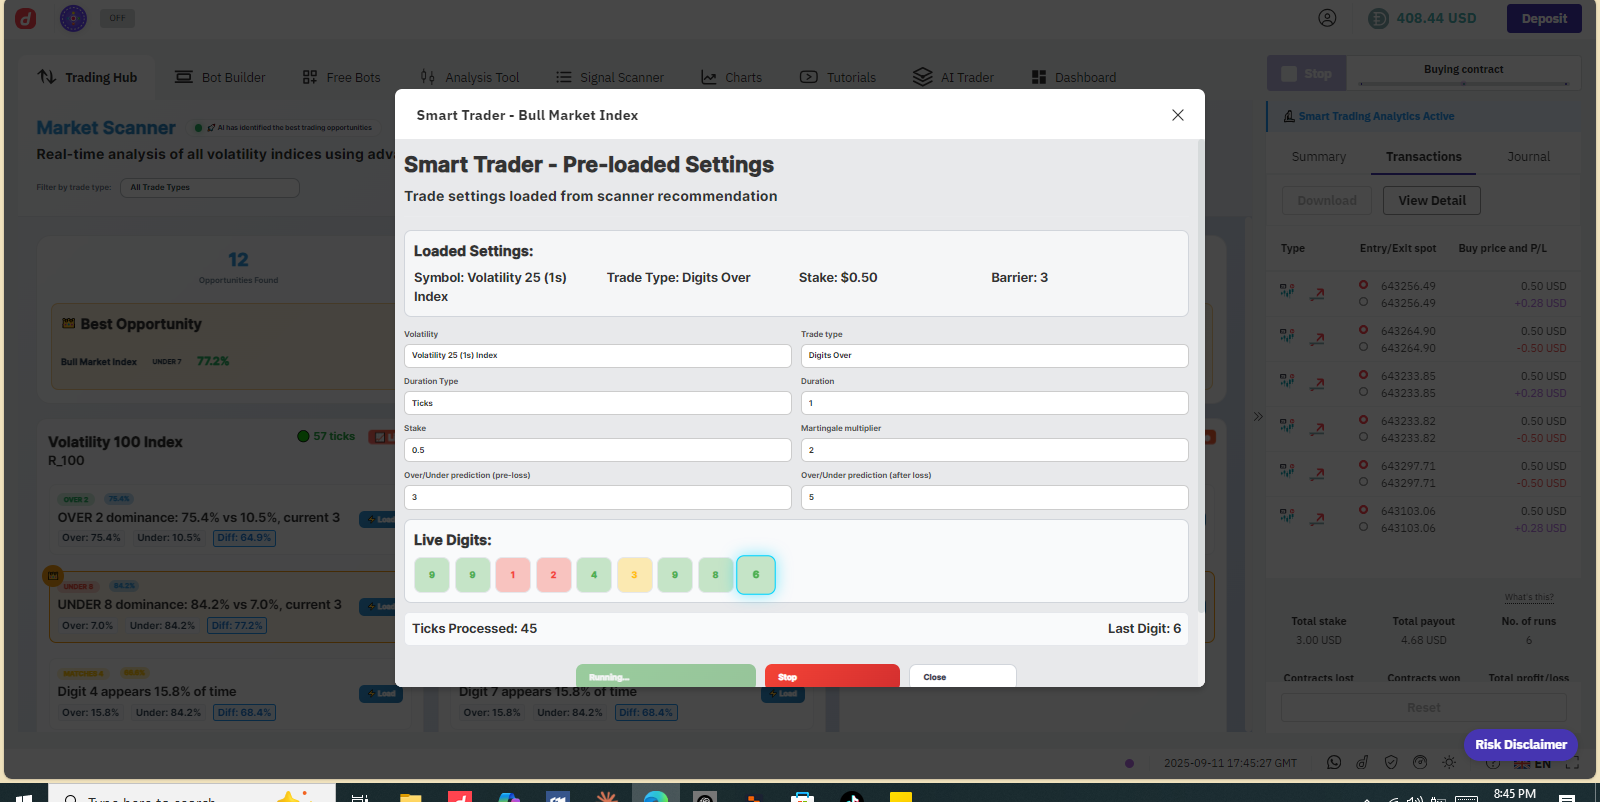 OFF
408.44 USD
Deposit
Trading Hub
Bot Builder
Free Bots
Analysis Tool
Signal Scanner
Charts
Tutorials
AI Trader
Dashboard
Stop
Buying contract
Market Scanner
AI has identified the best trading opportunities
Real-time analysis of all volatility indices using adv
Filter by trade type:
All Trade Types
12
Opportunities Found
Best Opportunity
Bull Market Index
UNDER 7
77.2%
Volatility 100 Index
57 ticks
R_100
OVER 2
75.4%
OVER 2 dominance: 75.4% vs 10.5%, current 3
Load
Over: 75.4%
Under: 10.5%
Diff: 64.9%
UNDER 8
84.2%
UNDER 8 dominance: 84.2% vs 7.0%, current 3
Load
Over: 7.0%
Under: 84.2%
Diff: 77.2%
Digit 4 appears 15.8% of time
Load
Over: 15.8%
Under: 84.2%
Diff: 68.4%
Digit 7 appears 15.8% of time
Load
Over: 15.8%
Under: 84.2%
Diff: 68.4%
Smart Trader - Bull Market Index
Smart Trader - Pre-loaded Settings
Trade settings loaded from scanner recommendation
Loaded Settings:
Symbol: Volatility 25 (1s) Index
Trade Type: Digits Over
Stake: $0.50
Barrier: 3
Volatility
Trade type
Volatility 25 (1s) Index
Digits Over
Duration Type
Duration
Ticks
1
Stake
Martingale multiplier
0.5
2
Over/Under prediction (pre-loss)
Over/Under prediction (after loss)
3
5
Live Digits:
9 9 1 2 4 3 9 8 6
Ticks Processed: 45
Last Digit: 6
Running...
Stop
Close
Smart Trading Analytics Active
Summary
Transactions
Journal
Download
View Detail
Type
Entry/Exit spot
Buy price and P/L
643256.49 0.50 USD
643256.49 +0.28 USD
643264.90 0.50 USD
643264.90 -0.50 USD
643233.85 0.50 USD
643233.85 +0.28 USD
643233.82 0.50 USD
643233.82 -0.50 USD
643297.71 0.50 USD
643297.71 -0.50 USD
643103.06 0.50 USD
643103.06 +0.28 USD
What's this?
Total stake
Total payout
No. of runs
3.00 USD
4.68 USD
6
Contracts lost
Contracts won
Total profit/loss
Reset
Risk Disclaimer
2025-09-11 17:45:27 GMT
EN
Type here to search
8:45 PM